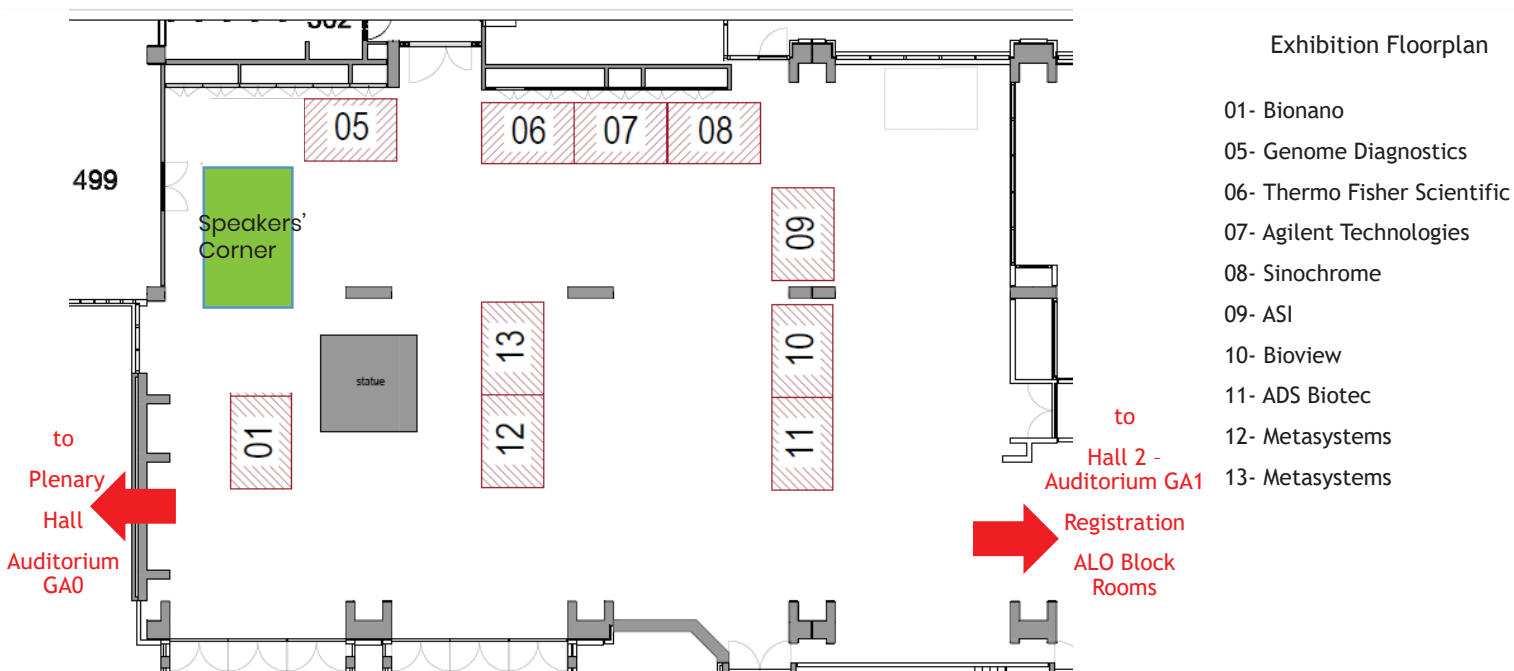 Exhibition Floorplan
05
06
07
08
499
Speakers’
Corner
09
13
10
statue
01
12
11
to
Plenary
Hall
Auditorium
GA0
to
Hall 2 –
Auditorium GA1
Registration
ALO Block
Rooms
01- Bionano
05- Genome Diagnostics
06- Thermo Fisher Scientific
07- Agilent Technologies
08- Sinochrome
09- ASI
10- Bioview
11- ADS Biotec
12- Metasystems
13- Metasystems